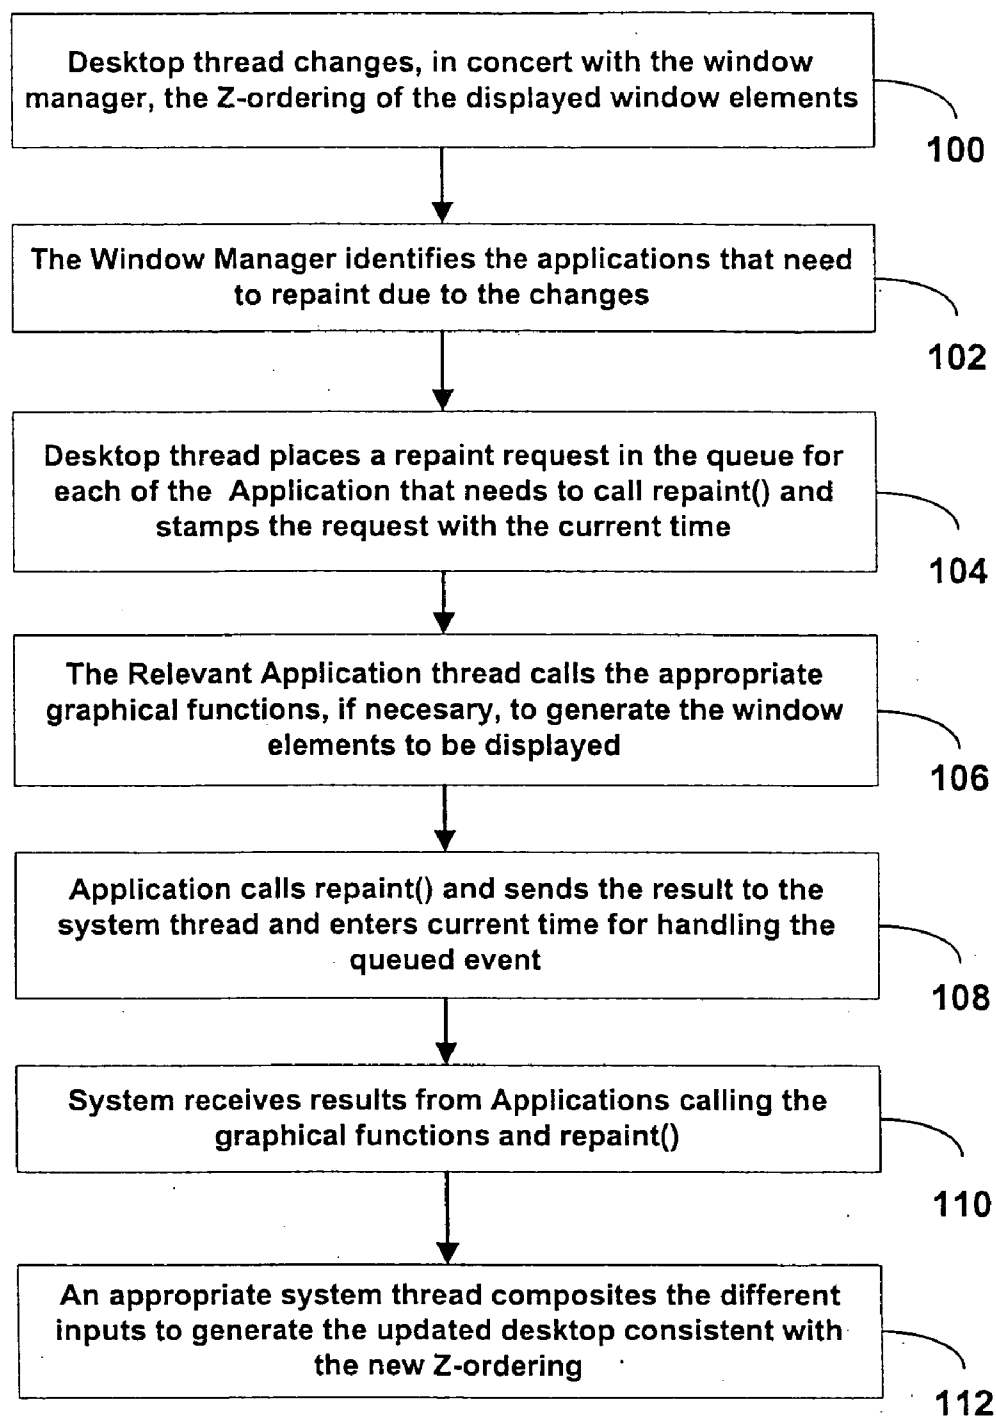 Desktop thread changes, in concert with the window
manager, the Z-ordering of the displayed window elements
100
The Window Manager identifies the applications that need
to repaint due to the changes
102
Desktop thread places a repaint request in the queue for
each of the Application that needs to call repaint() and
stamps the request with the current time
104
The Relevant Application thread calls the appropriate
graphical functions, if necesary, to generate the window
elements to be displayed
106
Application calls repaint() and sends the result to the
system thread and enters current time for handling the
queued event
108
System receives results from Applications calling the
graphical functions and repaint()
110
An appropriate system thread composites the different
inputs to generate the updated desktop consistent with
the new Z-ordering
112